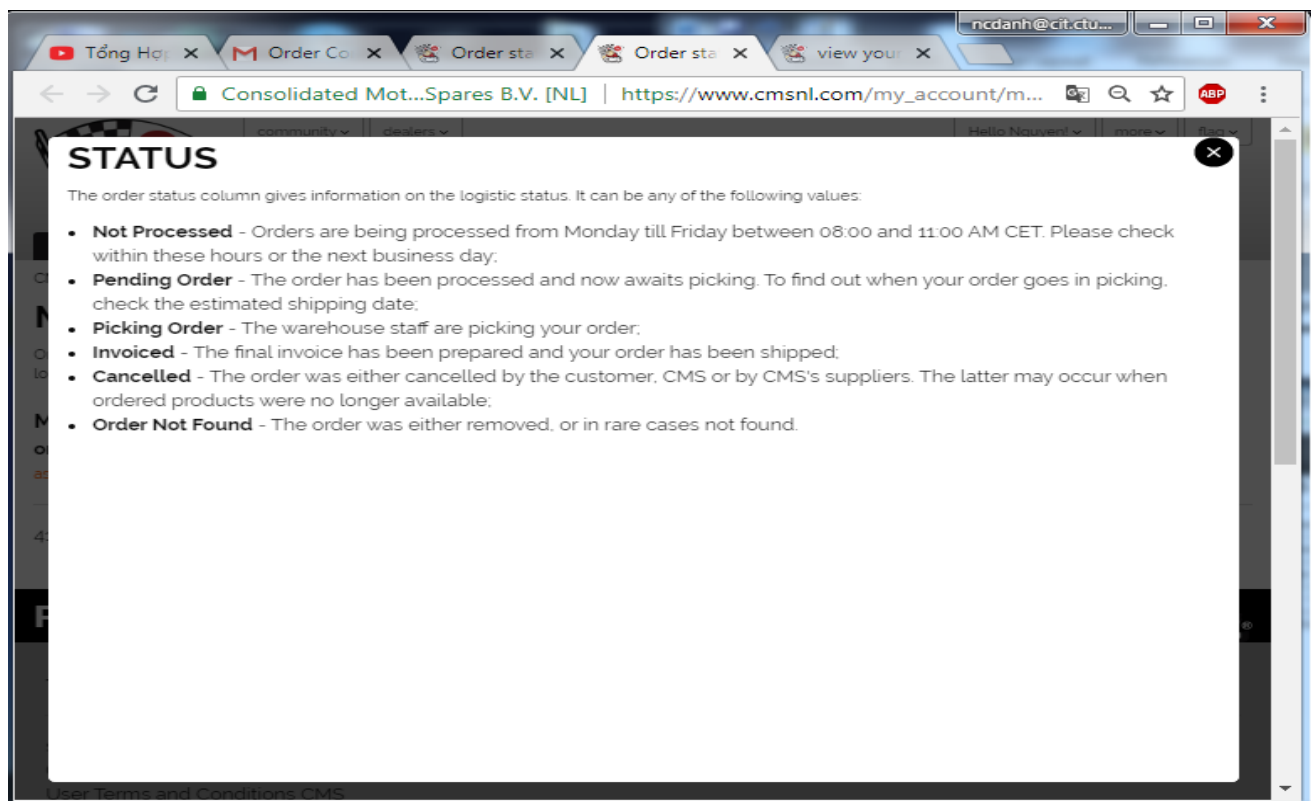 ncdanh@cit.ctu...
Tổng Hợp
Order Co
Order sta
Order sta
view your
Consolidated Mot...Spares B.V. [NL] | https://www.cmsnl.com/my_account/m...
ABP
community dealers Hello Nguyen! more flag
STATUS
The order status column gives information on the logistic status. It can be any of the following values:
• Not Processed - Orders are being processed from Monday till Friday between 08:00 and 11:00 AM CET. Please check
within these hours or the next business day;
• Pending Order - The order has been processed and now awaits picking. To find out when your order goes in picking,
check the estimated shipping date;
• Picking Order - The warehouse staff are picking your order;
• Invoiced - The final invoice has been prepared and your order has been shipped;
• Cancelled - The order was either cancelled by the customer, CMS or by CMS's suppliers. The latter may occur when
ordered products were no longer available;
• Order Not Found - The order was either removed, or in rare cases not found.
User Terms and Conditions CMS